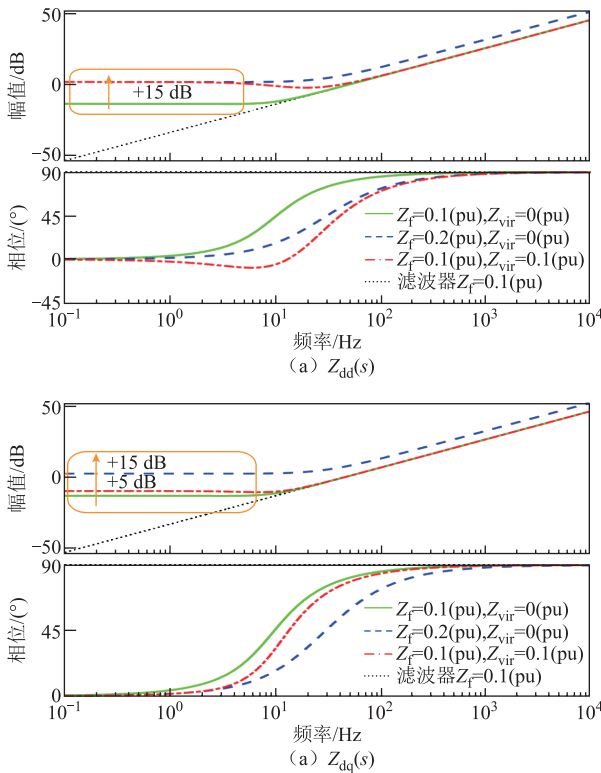 50
0
−50
幅值/dB
+15 dB
90
45
0
−45
相位/(°)
Zf=0.1(pu),Zvir=0(pu)
Zf=0.2(pu),Zvir=0(pu)
Zf=0.1(pu),Zvir=0.1(pu)
滤波器Zf=0.1(pu)
10⁻¹ 10⁰ 10¹ 10² 10³ 10⁴
频率/Hz
(a) Zdd(s)
50
0
−50
幅值/dB
+15 dB
+5 dB
90
45
0
相位/(°)
Zf=0.1(pu),Zvir=0(pu)
Zf=0.2(pu),Zvir=0(pu)
Zf=0.1(pu),Zvir=0.1(pu)
滤波器Zf=0.1(pu)
10⁻¹ 10⁰ 10¹ 10² 10³ 10⁴
频率/Hz
(a) Zdq(s)